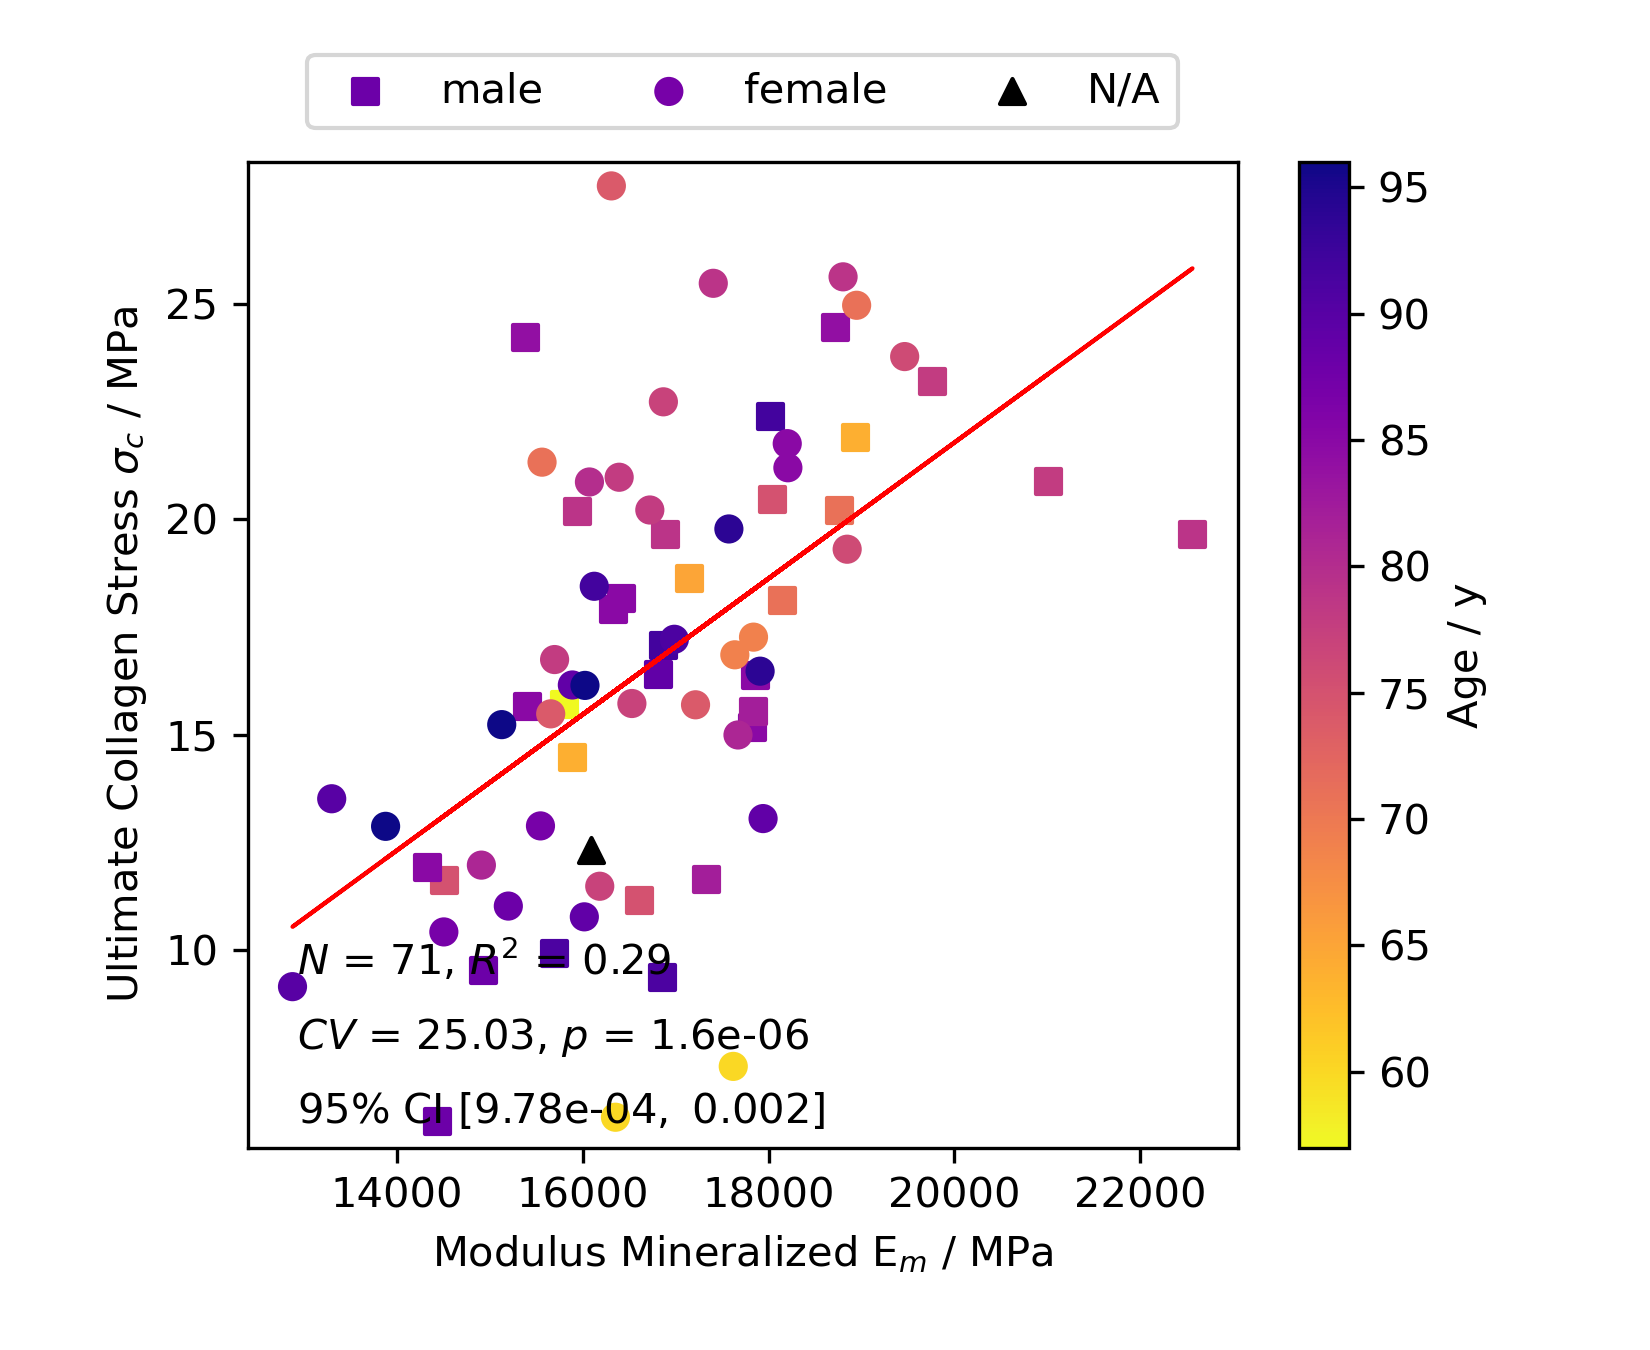 male female N/A
25
20
15
10
Ultimate Collagen Stress σc / MPa
N = 71, R² = 0.29
CV = 25.03, p = 1.6e-06
95% CI [9.78e-04, 0.002]
14000 16000 18000 20000 22000
Modulus Mineralized Em / MPa
95
90
85
80
75
70
65
60
Age / y